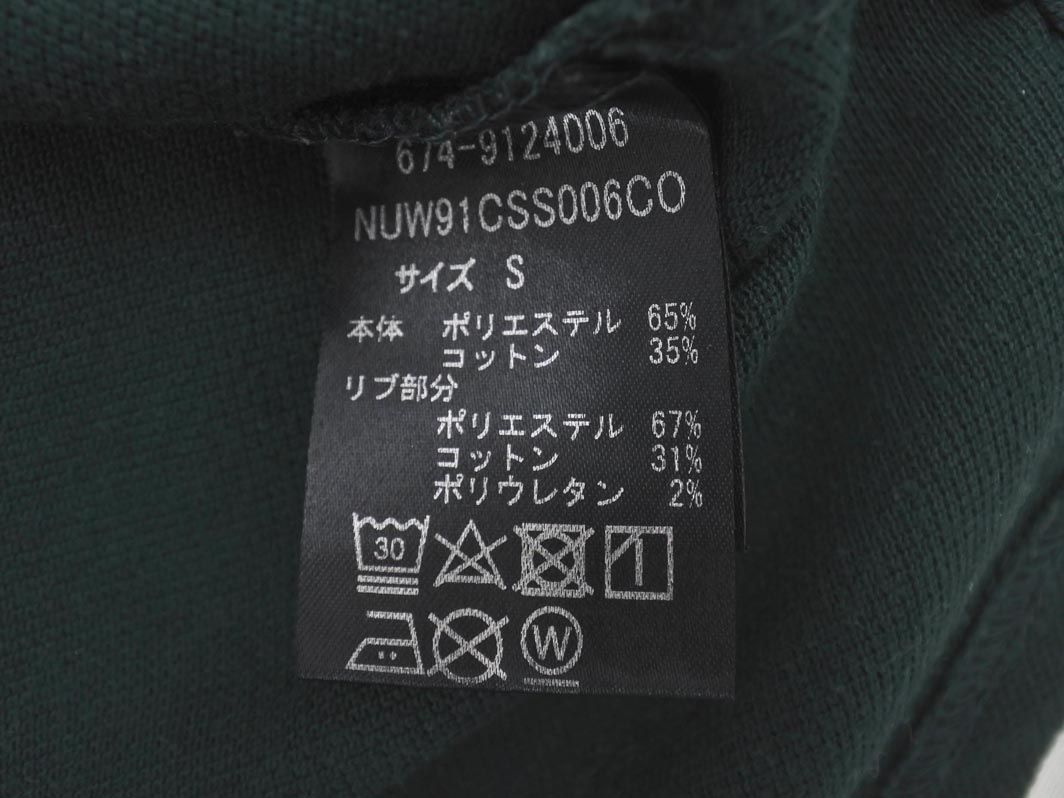 674-9124006
NUW91CSS006CO
サイズ S
本体 ポリエステル 65%
コットン 35%
リブ部分
ポリエステル 67%
コットン 31%
ポリウレタン 2%
30
W